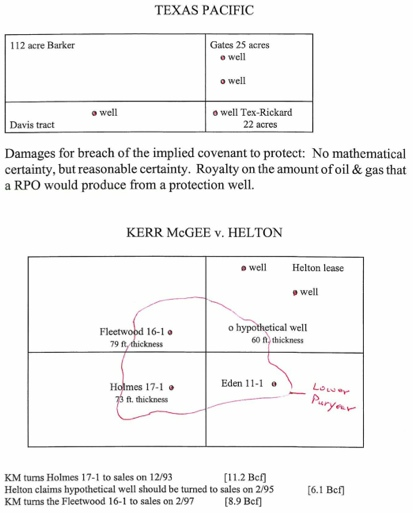 TEXAS PACIFIC
112 acre Barker
Gates 25 acres
well
well
well
well Tex-Rickard
Davis tract
22 acres
Damages for breach of the implied covenant to protect: No mathematical
certainty, but reasonable certainty. Royalty on the amount of oil & gas that
a RPO would produce from a protection well.
KERR McGEE v. HELTON
well Helton lease
well
Fleetwood 16-1
79 ft. thickness
hypothetical well
60 ft. thickness
Holmes 17-1
73 ft. thickness
Eden 11-1
Lower
Puryear
KM turns Holmes 17-1 to sales on 12/93 [11.2 Bcf]
Helton claims hypothetical well should be turned to sales on 2/95 [6.1 Bcf]
KM turns the Fleetwood 16-1 to sales on 2/97 [8.9 Bcf]